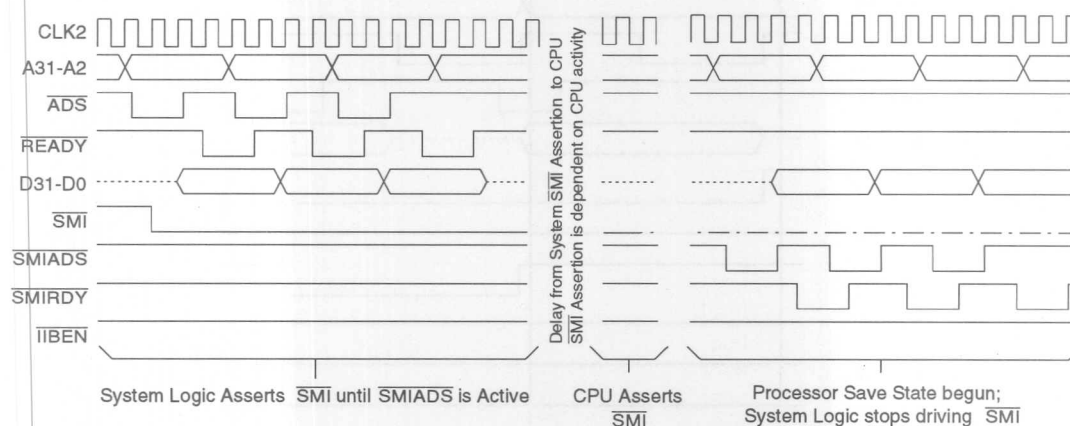 CLK2
A31-A2
ADS
READY
D31-D0
SMI
SMIADS
SMIRDY
IIBEN
Delay from System SMI Assertion to CPU
SMI Assertion is dependent on CPU activity
System Logic Asserts SMI until SMIADS is Active
CPU Asserts
SMI
Processor Save State begun;
System Logic stops driving SMI